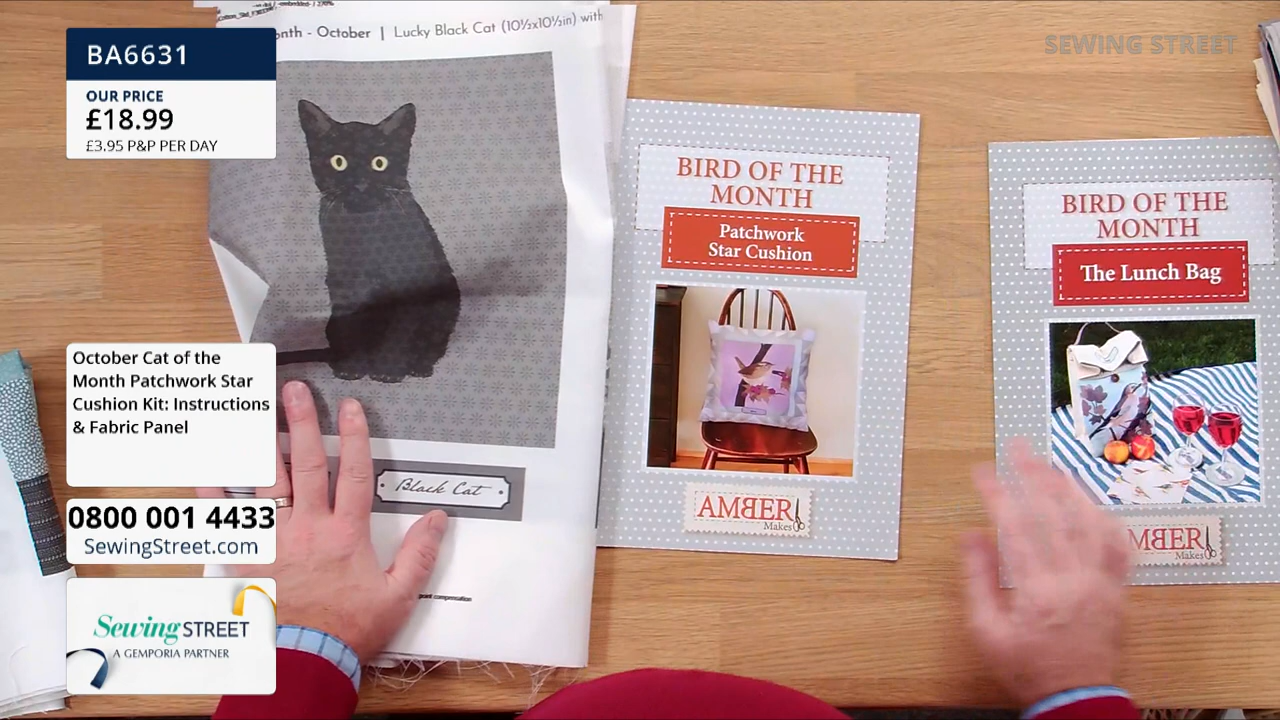 BA6631
OUR PRICE
£18.99
£3.95 P&P PER DAY
nth - October | Lucky Black Cat (10½x10½in) with
SEWING STREET
BIRD OF THE
MONTH
Patchwork
Star Cushion
AMBER
Makes
BIRD OF THE
MONTH
The Lunch Bag
MBER
Makes
October Cat of the
Month Patchwork Star
Cushion Kit: Instructions
& Fabric Panel
Black Cat
0800 001 4433
SewingStreet.com
Sewing STREET
A GEMPORIA PARTNER